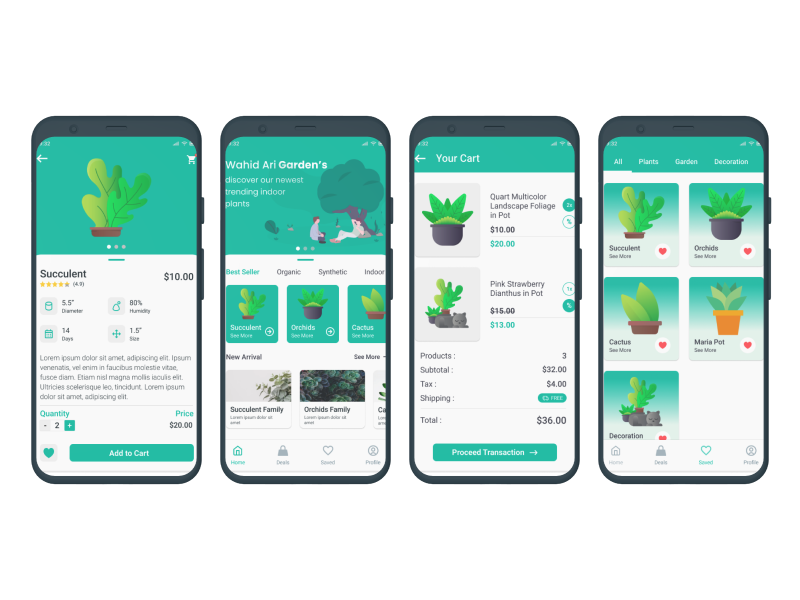 :32
Succulent
(4.9)
$10.00
5.5"
Diameter
80%
Humidity
14
Days
1.5"
Size
Lorem ipsum dolor sit amet, adipiscing elit. Ipsum
venenatis, vel enim in faucibus molestie vitae,
fusce diam. Etiam nisl magna mollis iaculis elit.
Ultricies scelerisque leo, tincidunt. Lorem ipsum
dolor sit amet, adipiscing elit.
Quantity
Price
- 2 +
$20.00
Add to Cart
:32
Wahid Ari Garden's
discover our newest
trending indoor
plants
Best Seller Organic Synthetic Indoor
Succulent
See More
Orchids
See More
Cactus
See More
New Arrival
See More
Succulent Family
Lorem ipsum dolor sit
amet
Orchids Family
Lorem ipsum dolor sit
amet
Ca
Home Deals Saved Profile
:32
Your Cart
Quart Multicolor
Landscape Foliage
in Pot
$10.00
$20.00
2x
%
Pink Strawberry
Dianthus in Pot
$15.00
$13.00
1x
%
Products : 3
Subtotal : $32.00
Tax : $4.00
Shipping : FREE
Total : $36.00
Proceed Transaction
:32
All Plants Garden Decoration
Succulent
See More
Orchids
See More
Cactus
See More
Maria Pot
See More
Decoration
Home Deals Saved Profile